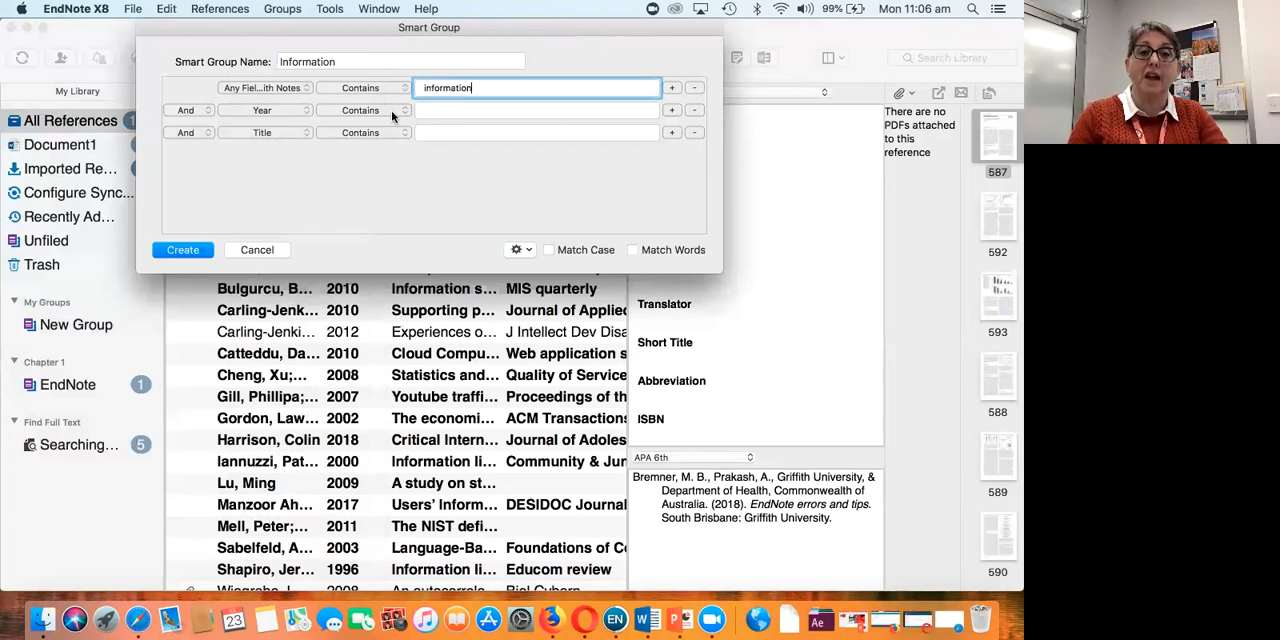 EndNote X8 File Edit References Groups Tools Window Help 99% Mon 11:06 am
Smart Group
Smart Group Name: Information
Any Fiel...ith Notes Contains information + -
And Year Contains + -
And Title Contains + -
Create Cancel Match Case Match Words
Search Library
My Library
All References 1
Document1
Imported Re...
Configure Sync...
Recently Ad...
Unfiled
Trash
My Groups
New Group
Chapter 1
EndNote 1
Find Full Text
Searching... 5
Bulgurcu, B... 2010 Information s... MIS quarterly
Carling-Jenk... 2010 Supporting p... Journal of Applie
Carling-Jenki... 2012 Experiences o... J Intellect Dev Disa
Catteddu, Da... 2010 Cloud Compu... Web application s
Cheng, Xu;... 2008 Statistics and... Quality of Service
Gill, Phillipa;... 2007 Youtube traffi... Proceedings of th
Gordon, Law... 2002 The economi... ACM Transactions
Harrison, Colin 2018 Critical Intern... Journal of Adoles
Iannuzzi, Pat... 2000 Information li... Community & Jun
Lu, Ming 2009 A study on st...
Manzoor Ah... 2017 Users' Inform... DESIDOC Journal
Mell, Peter;... 2011 The NIST defi...
Sabelfeld, A... 2003 Language-Ba... Foundations of Co
Shapiro, Jer... 1996 Information li... Educom review
Translator
Short Title
Abbreviation
ISBN
APA 6th
Bremner, M. B., Prakash, A., Griffith University, &
Department of Health, Commonwealth of
Australia. (2018). EndNote errors and tips.
South Brisbane: Griffith University.
There are no
PDFs attached
to this
reference
587
592
593
588
589
590
23
EN
W
P
Ae